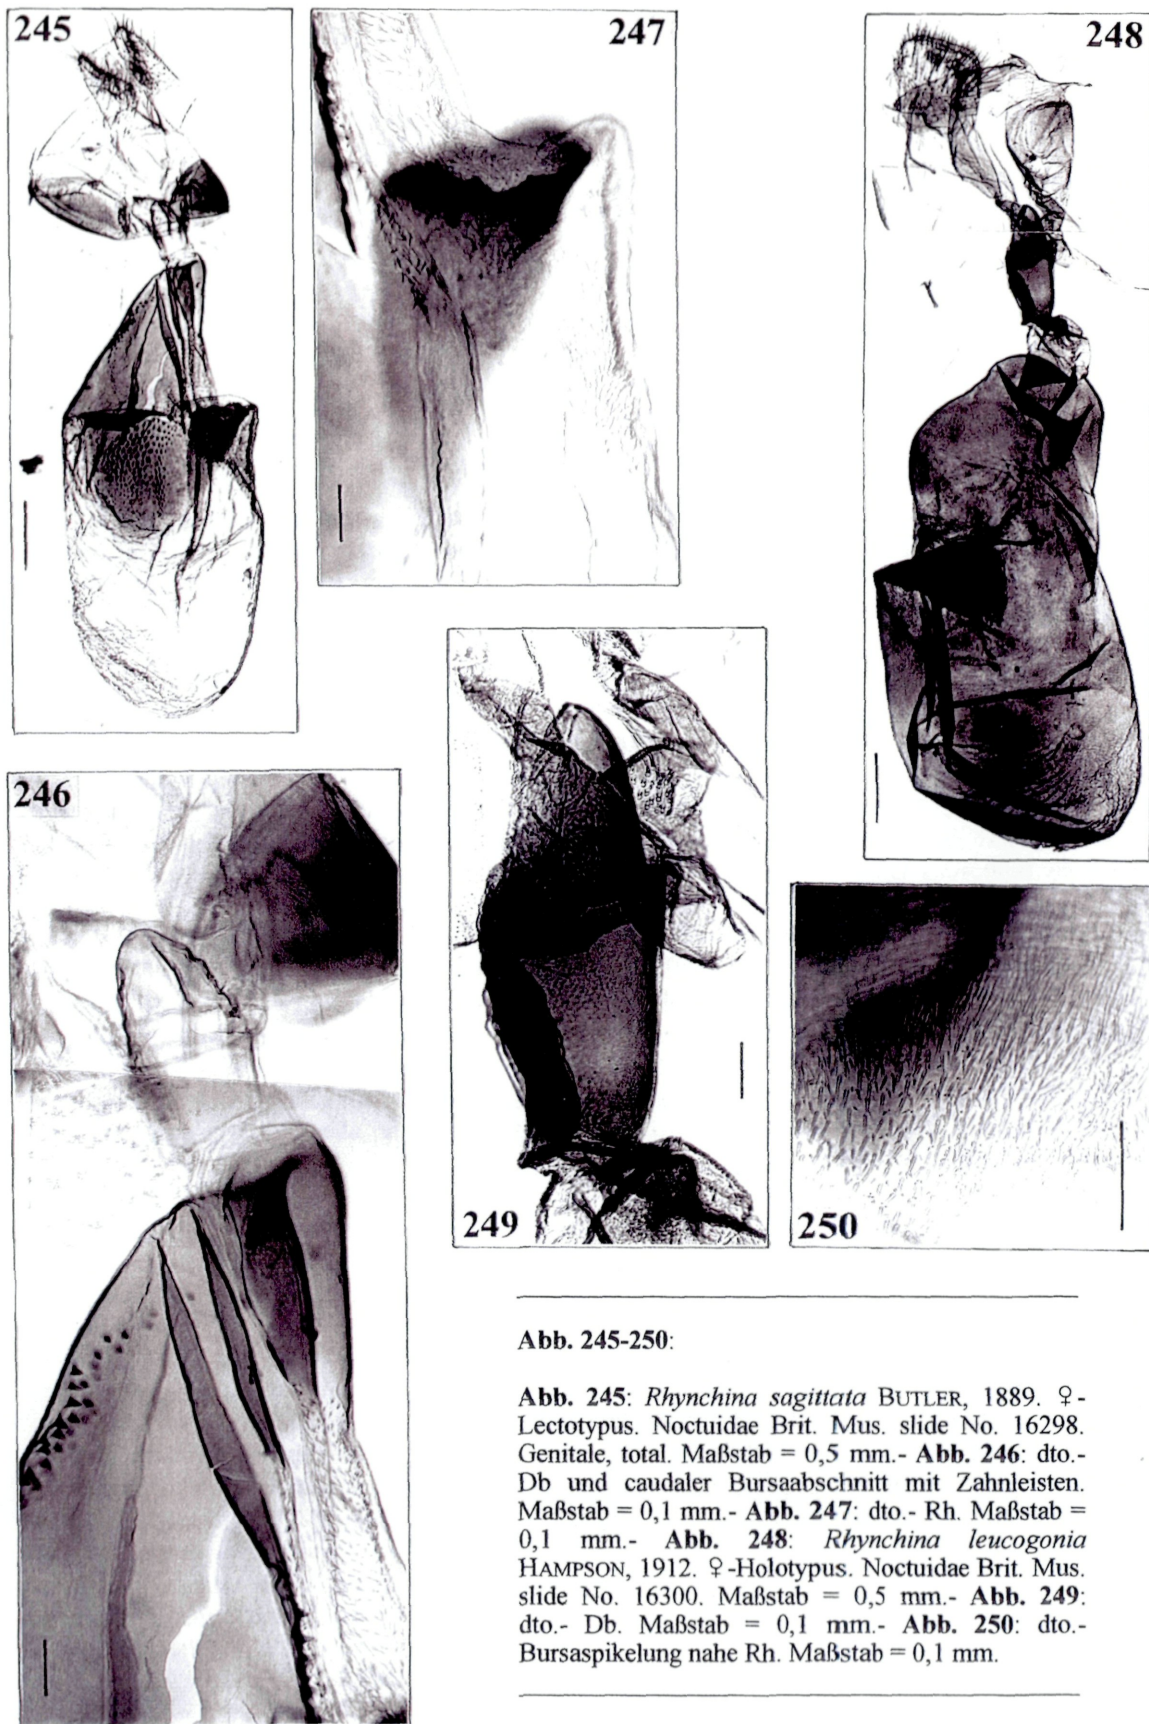 245
247
248
246
249
250
Abb. 245-250:
Abb. 245: Rhynchina sagittata BUTLER, 1889. ♀-
Lectotypus. Noctuidae Brit. Mus. slide No. 16298.
Genitale, total. Maßstab = 0,5 mm.- Abb. 246: dto.-
Db und caudaler Bursaabschnitt mit Zahnleisten.
Maßstab = 0,1 mm.- Abb. 247: dto.- Rh. Maßstab =
0,1 mm.- Abb. 248: Rhynchina leucogonia
HAMPSON, 1912. ♀-Holotypus. Noctuidae Brit. Mus.
slide No. 16300. Maßstab = 0,5 mm.- Abb. 249:
dto.- Db. Maßstab = 0,1 mm.- Abb. 250: dto.-
Bursaspikelung nahe Rh. Maßstab = 0,1 mm.